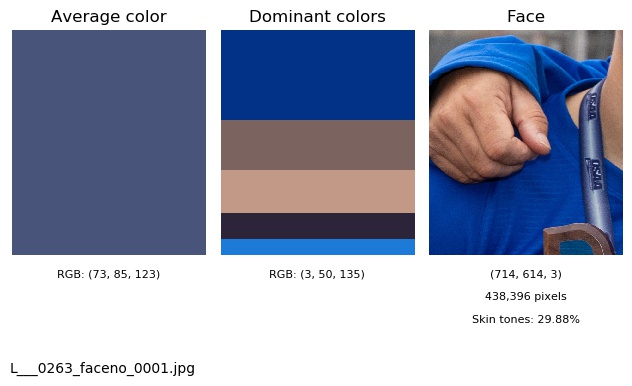 Average color
Dominant colors
Face
RGB: (73, 85, 123)
RGB: (3, 50, 135)
(714, 614, 3)
438,396 pixels
Skin tones: 29.88%
L___0263_faceno_0001.jpg